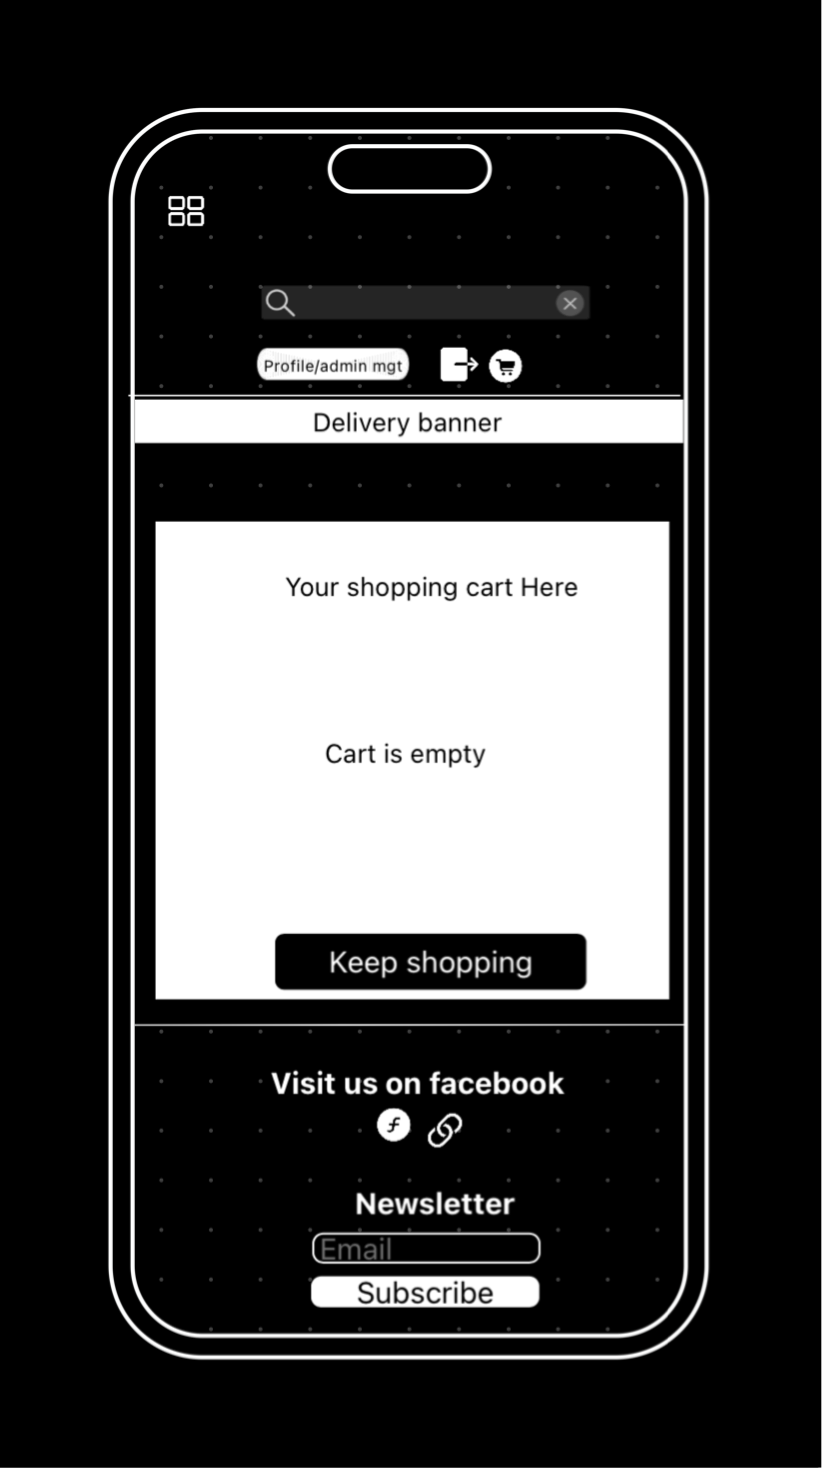 Profile/admin mgt
Delivery banner
Your shopping cart Here
Cart is empty
Keep shopping
Visit us on facebook
Newsletter
Email
Subscribe